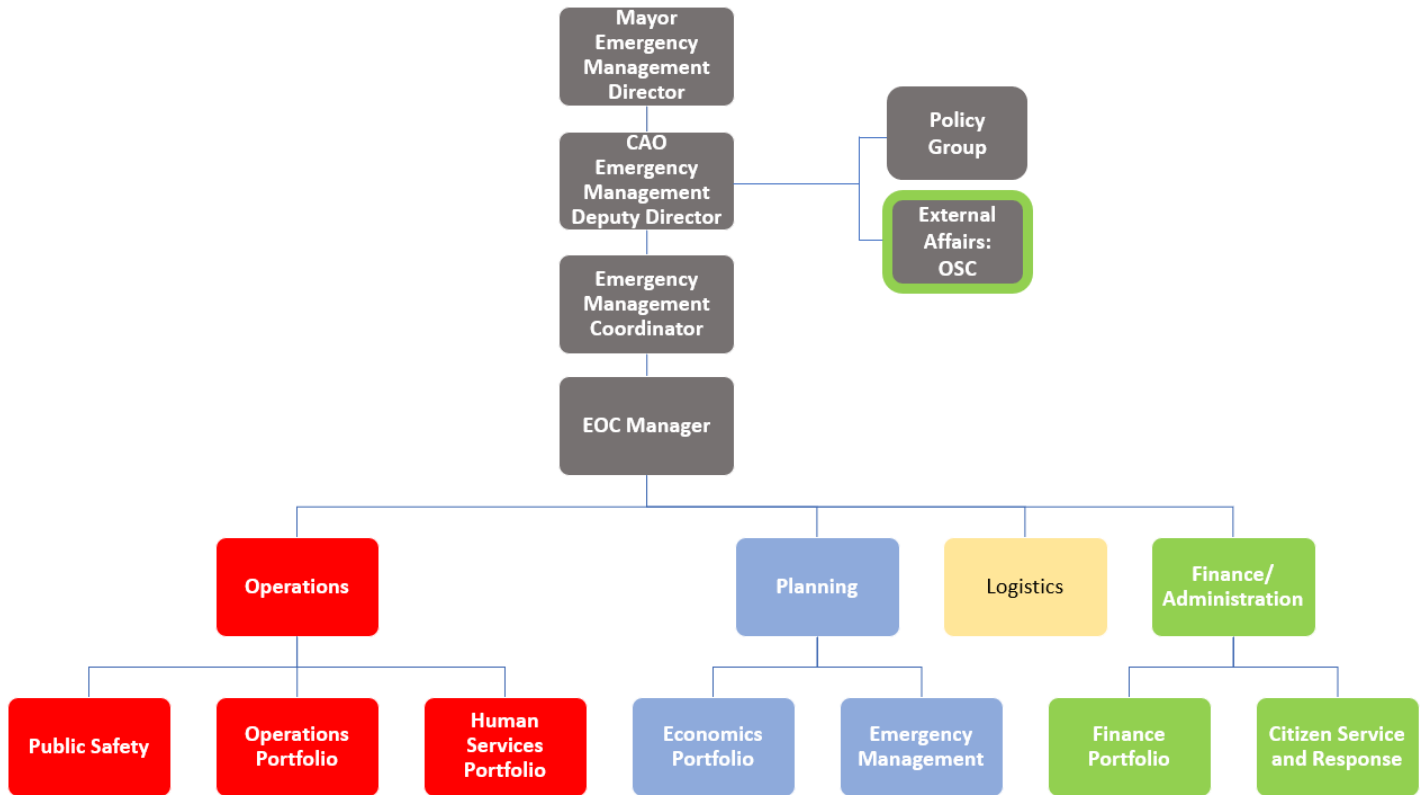 Mayor
Emergency
Management
Director
CAO
Emergency
Management
Deputy Director
Policy
Group
External
Affairs:
OSC
Emergency
Management
Coordinator
EOC Manager
Operations
Planning
Logistics
Finance/
Administration
Public Safety
Operations
Portfolio
Human
Services
Portfolio
Economics
Portfolio
Emergency
Management
Finance
Portfolio
Citizen Service
and Response